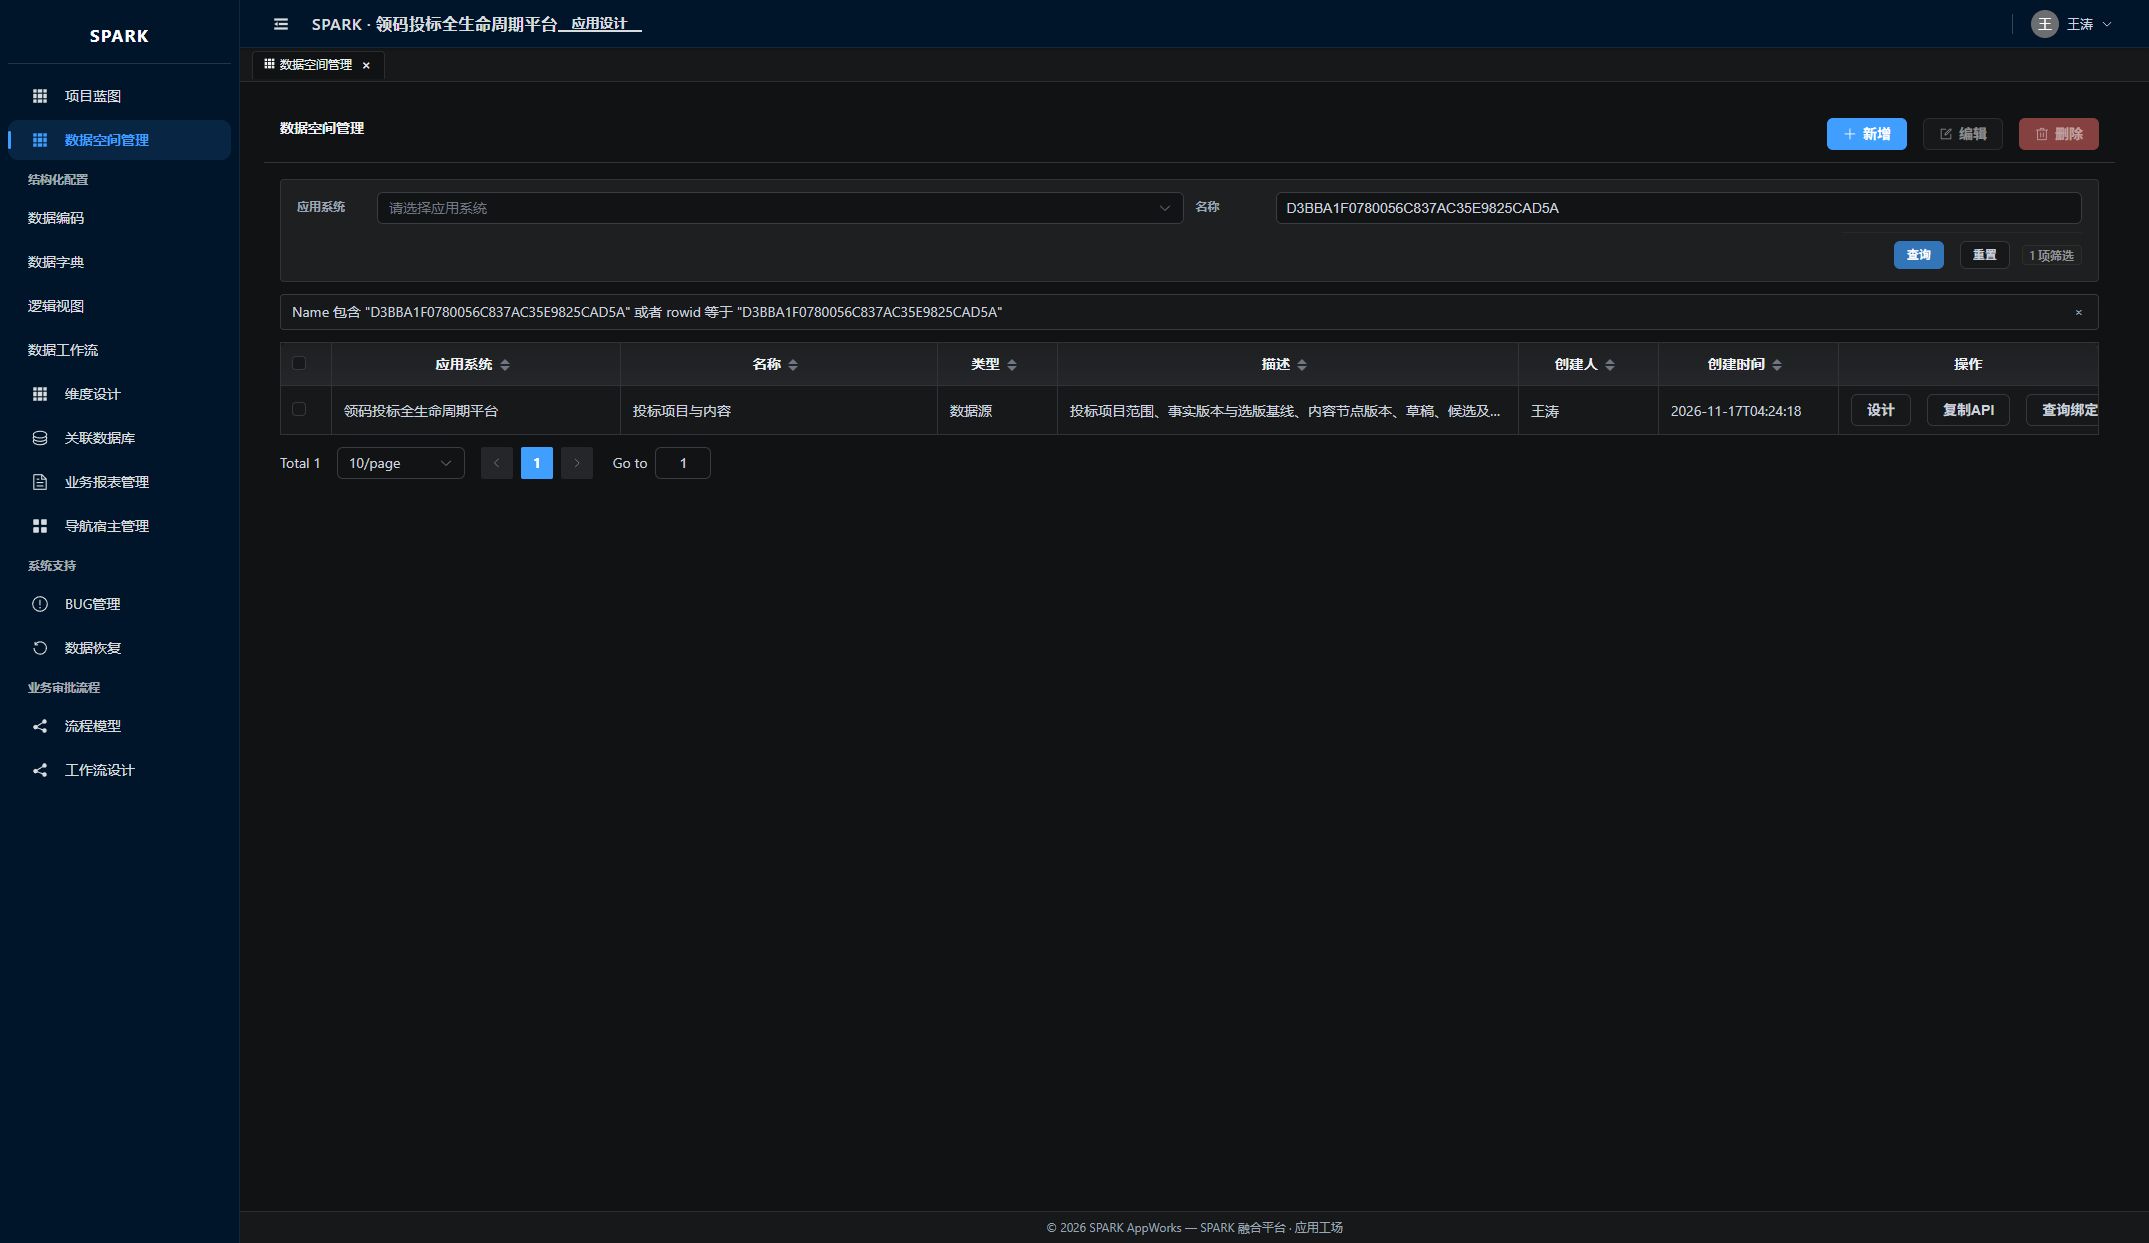 SPARK
SPARK · 领码投标全生命周期平台 应用设计
王 王涛
数据空间管理 ×
项目蓝图
数据空间管理
结构化配置
数据编码
数据字典
逻辑视图
数据工作流
维度设计
关联数据库
业务报表管理
导航宿主管理
系统支持
BUG管理
数据恢复
业务审批流程
流程模型
工作流设计
数据空间管理
新增 编辑 删除
应用系统 请选择应用系统 名称 D3BBA1F0780056C837AC35E9825CAD5A
查询 重置 1 项筛选
Name 包含 "D3BBA1F0780056C837AC35E9825CAD5A" 或者 rowid 等于 "D3BBA1F0780056C837AC35E9825CAD5A" ×
应用系统 名称 类型 描述 创建人 创建时间 操作
领码投标全生命周期平台 投标项目与内容 数据源 投标项目范围、事实版本与选版基线、内容节点版本、草稿、候选及... 王涛 2026-11-17T04:24:18 设计 复制API 查询绑定
Total 1 10/page 1 Go to 1
© 2026 SPARK AppWorks — SPARK 融合平台 · 应用工场